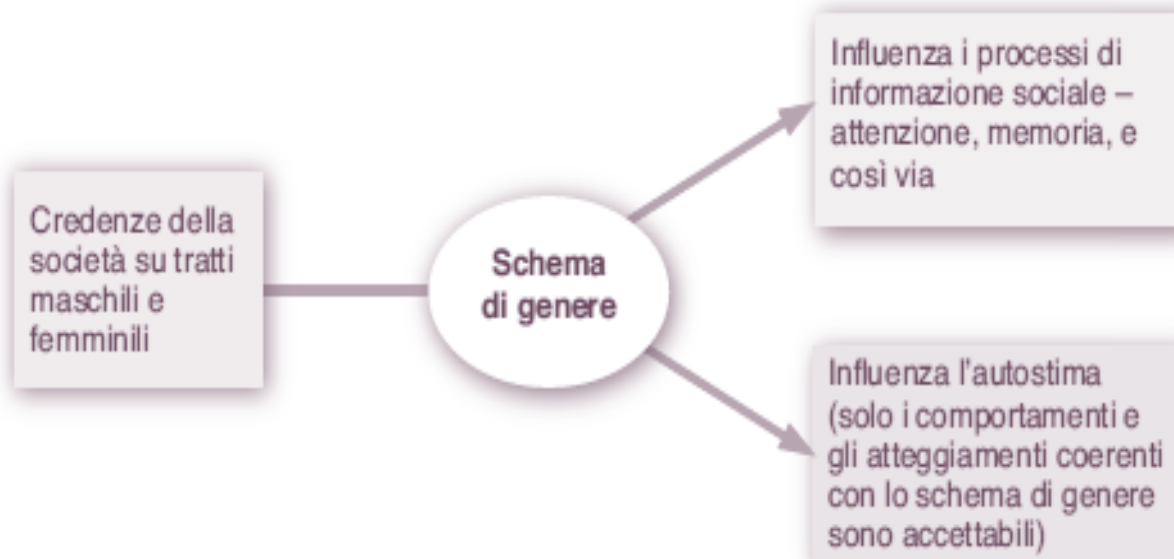 Credenze della
società su tratti
maschili e
femminili
Schema
di genere
Influenza i processi di
informazione sociale –
attenzione, memoria, e
così via
Influenza l'autostima
(solo i comportamenti e
gli atteggiamenti coerenti
con lo schema di genere
sono accettabili)